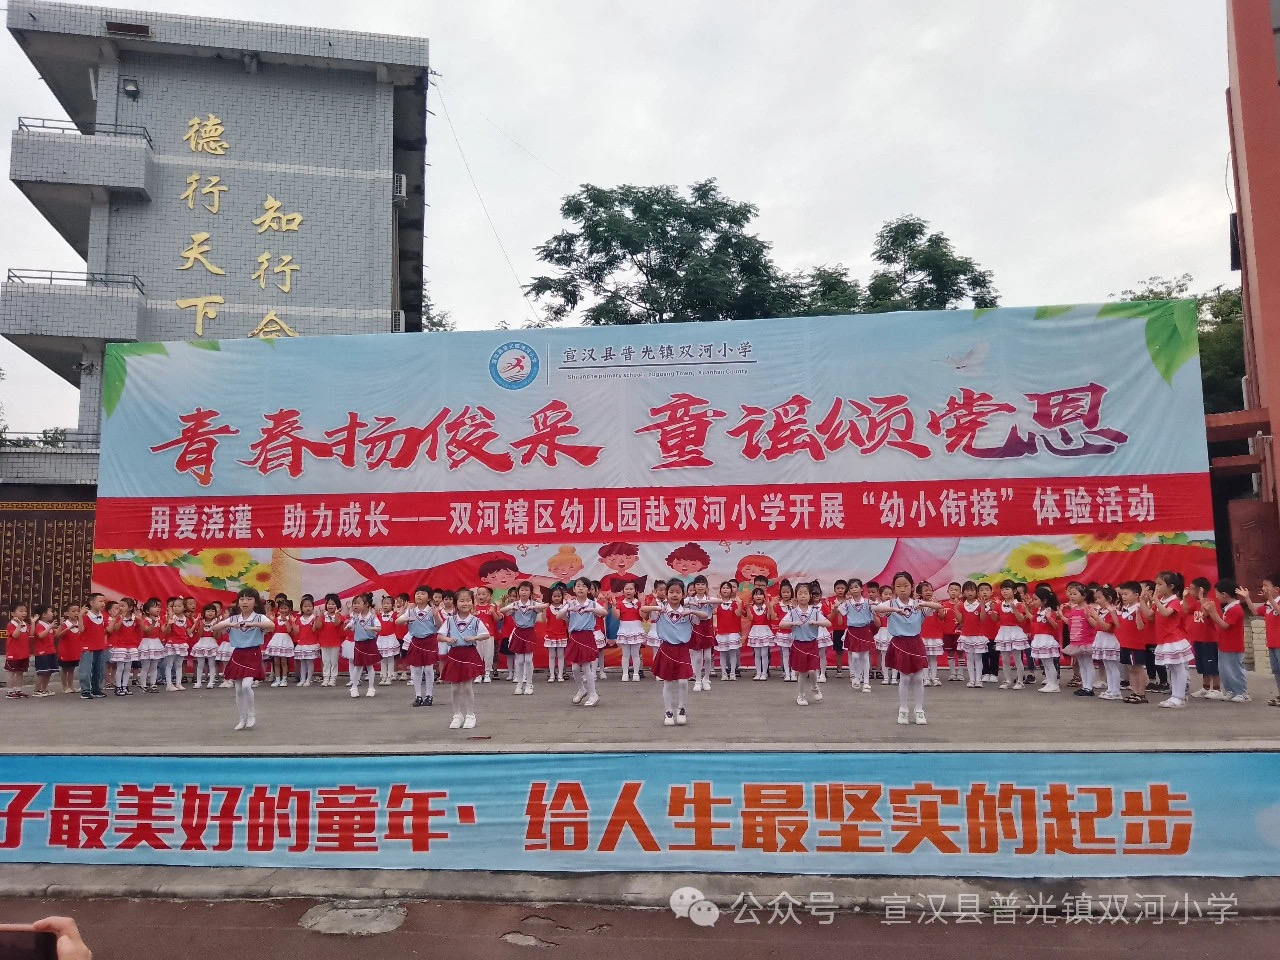 德行天下
知行合
宣汉县普光镇双河小学
青春扬俊采 童谣颂党恩
用爱浇灌、助力成长——双河辖区幼儿园赴双河小学开展“幼小衔接”体验活动
子最美好的童年·给人生最坚实的起步
公众号·宣汉县普光镇双河小学